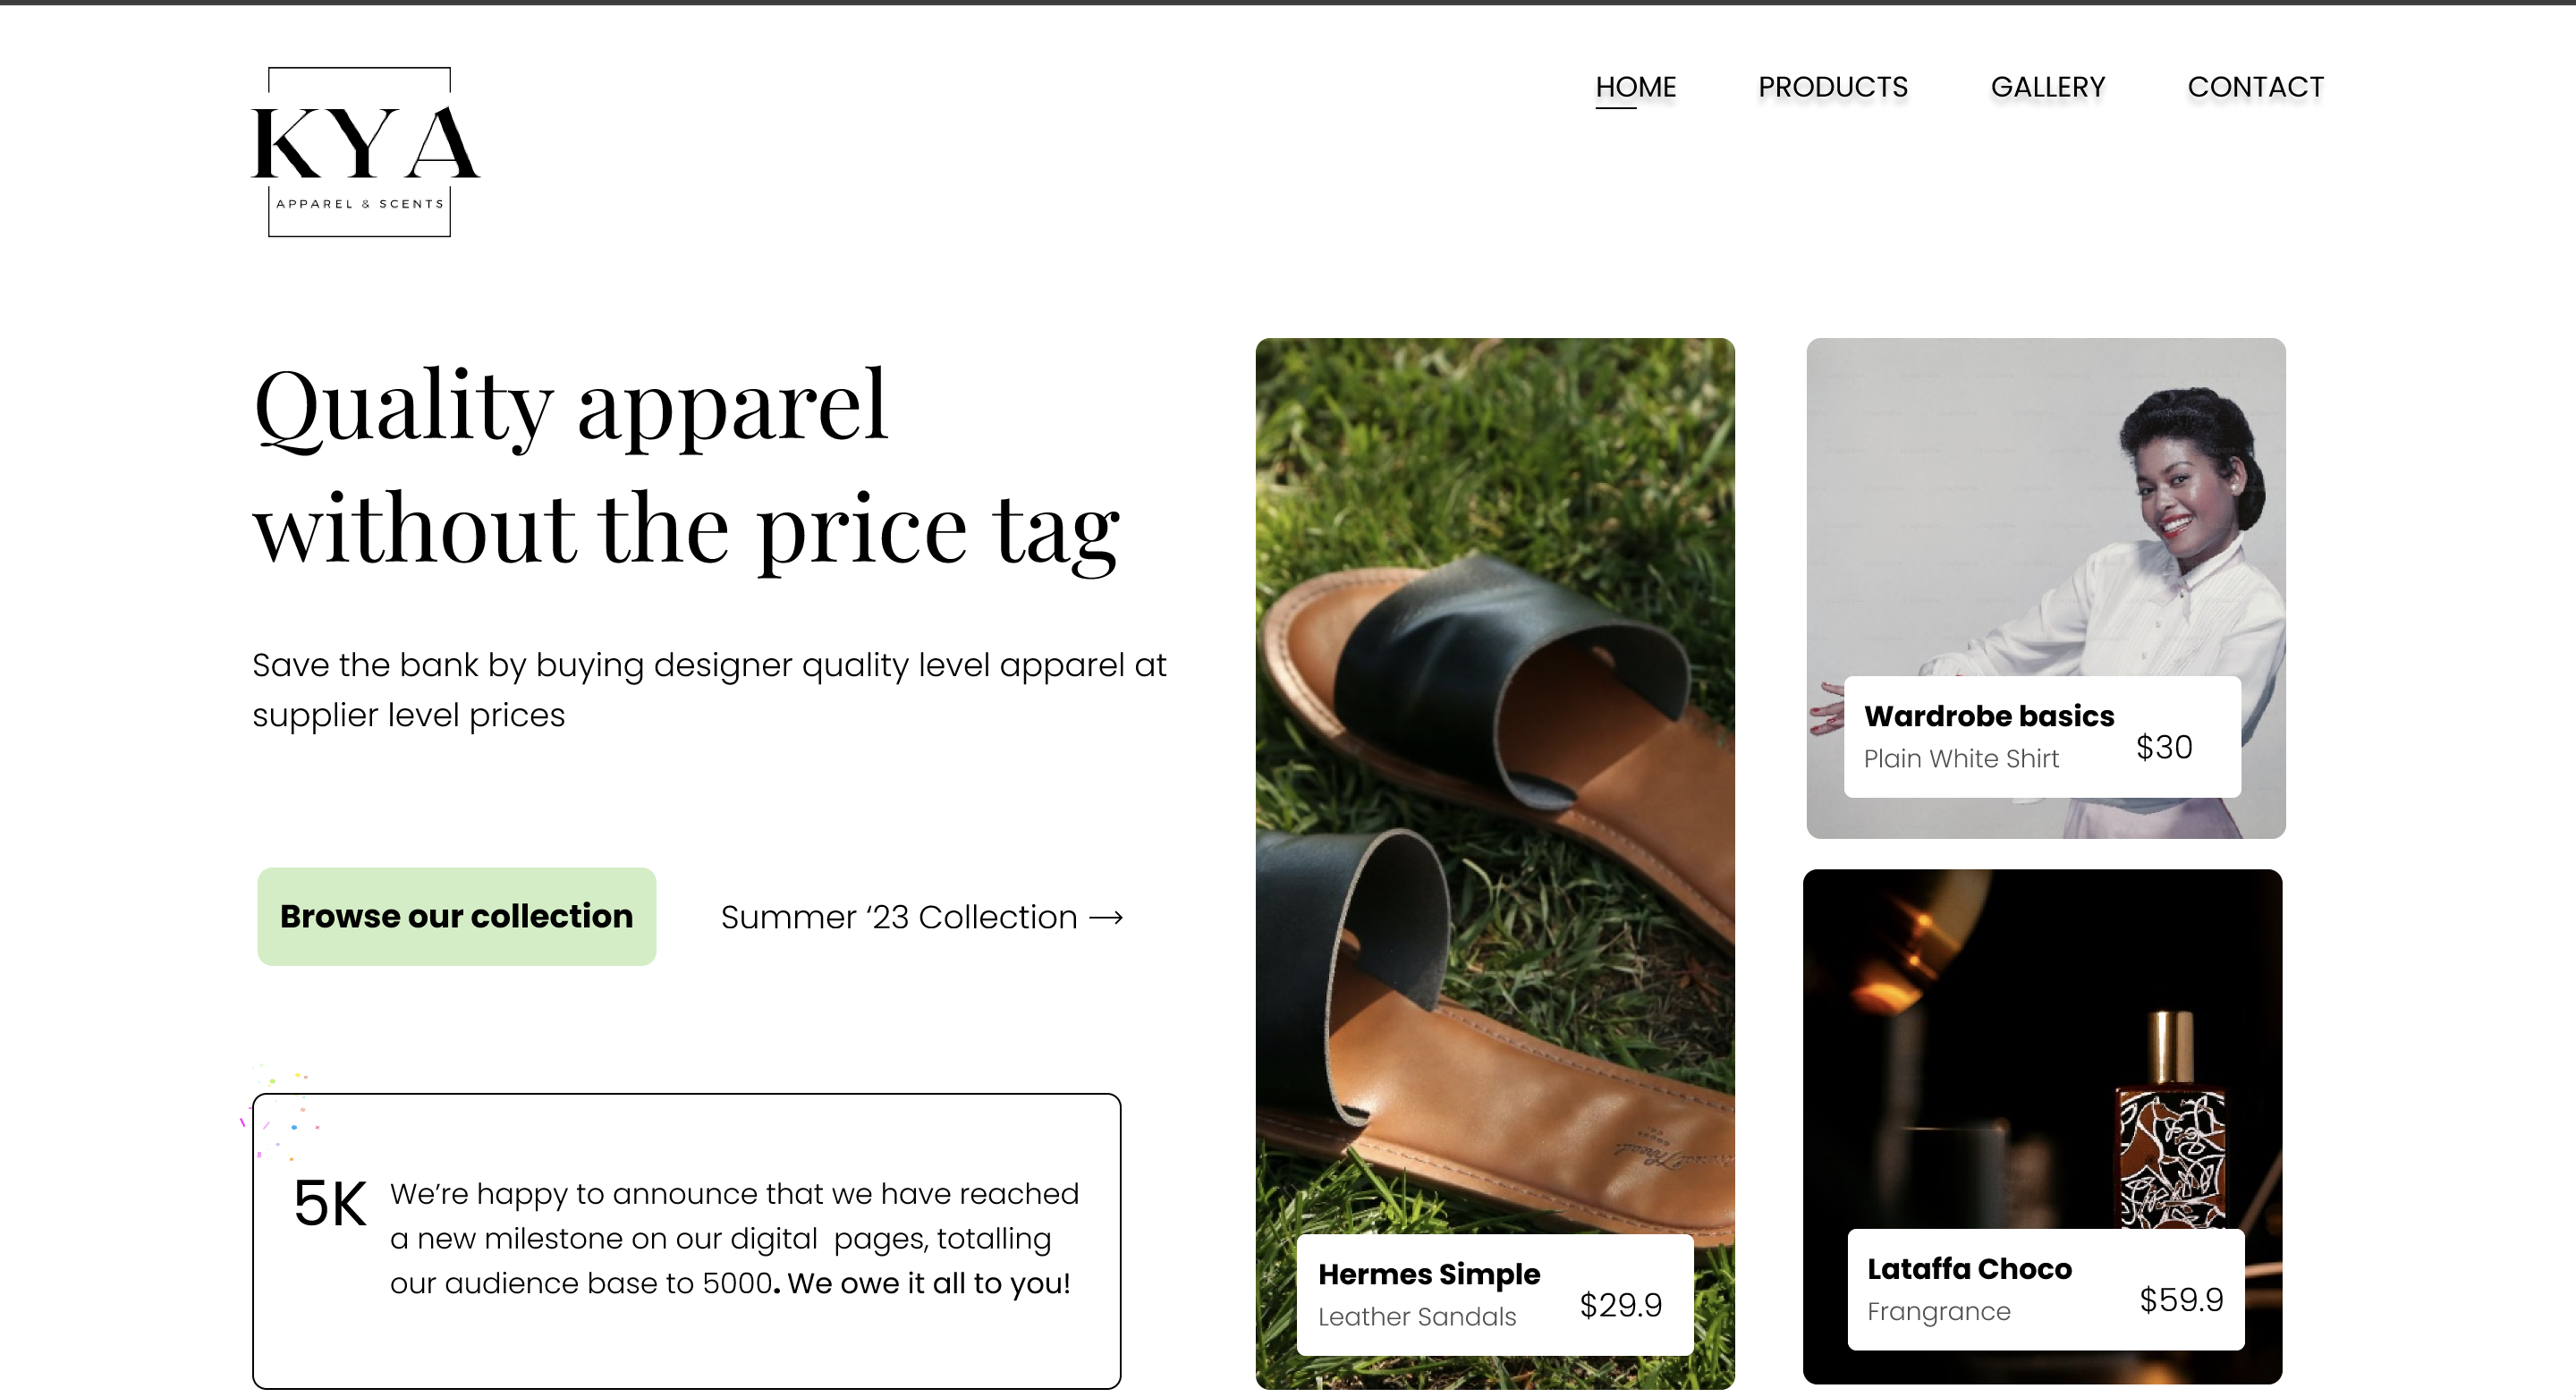 KYA
APPAREL & SCENTS
HOME
PRODUCTS
GALLERY
CONTACT
Quality apparel
without the price tag
Save the bank by buying designer quality level apparel at
supplier level prices
Browse our collection
Summer ‘23 Collection →
5K
We’re happy to announce that we have reached
a new milestone on our digital  pages, totalling
our audience base to 5000. We owe it all to you!
Hermes Simple
Leather Sandals
$29.9
Wardrobe basics
Plain White Shirt
$30
Lataffa Choco
Frangrance
$59.9